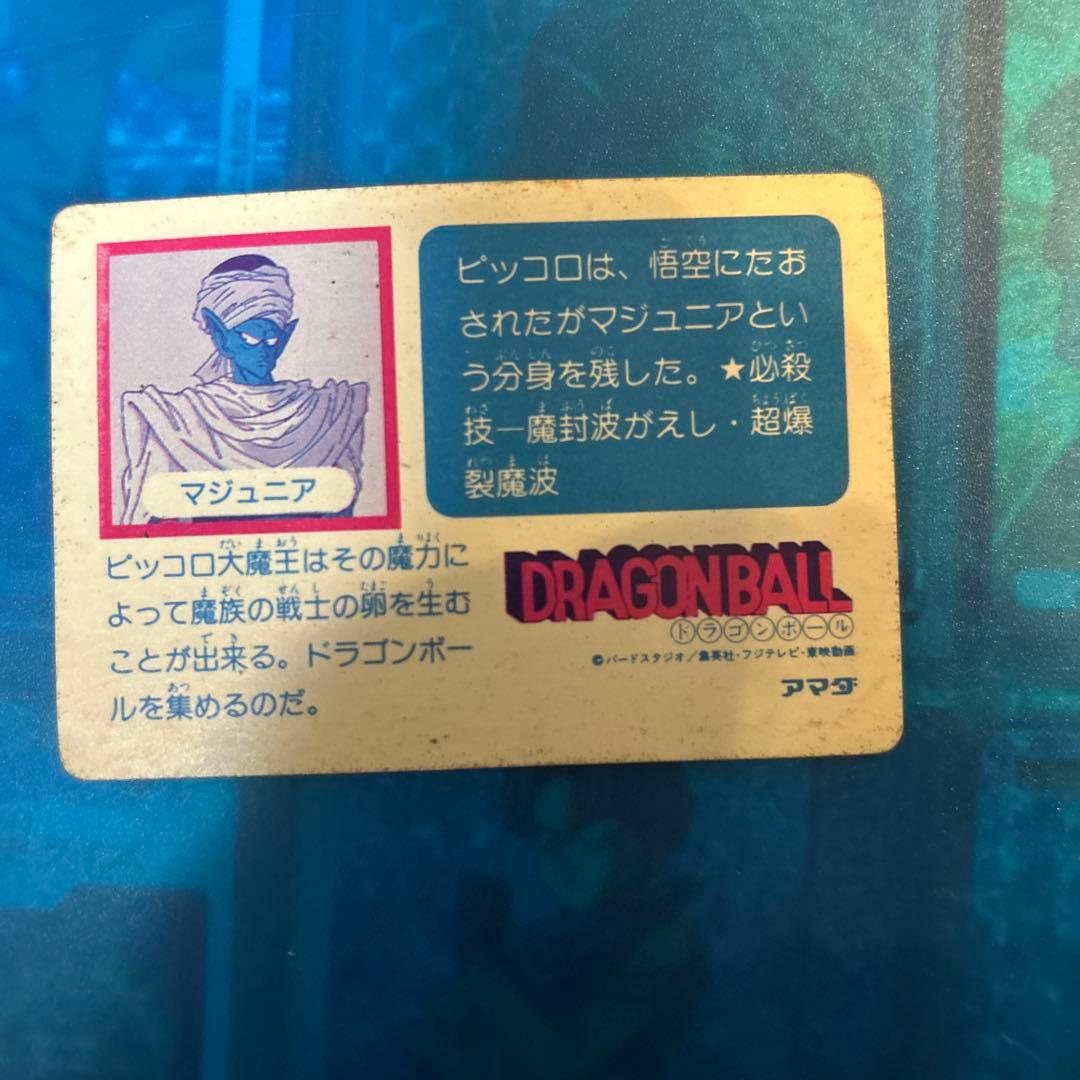 マジュニア
ピッコロは、悟空にたお
されたがマジュニアとい
う分身を残した。★必殺
技ー魔封波がえし・超爆
裂魔波
ピッコロ大魔王はその魔力に
よって魔族の戦士の卵を生む
ことが出来る。ドラゴンボー
ルを集めるのだ。
DRAGONBALL
ドラゴンボール
©バードスタジオ/集英社・フジテレビ・東映動画
アマダ